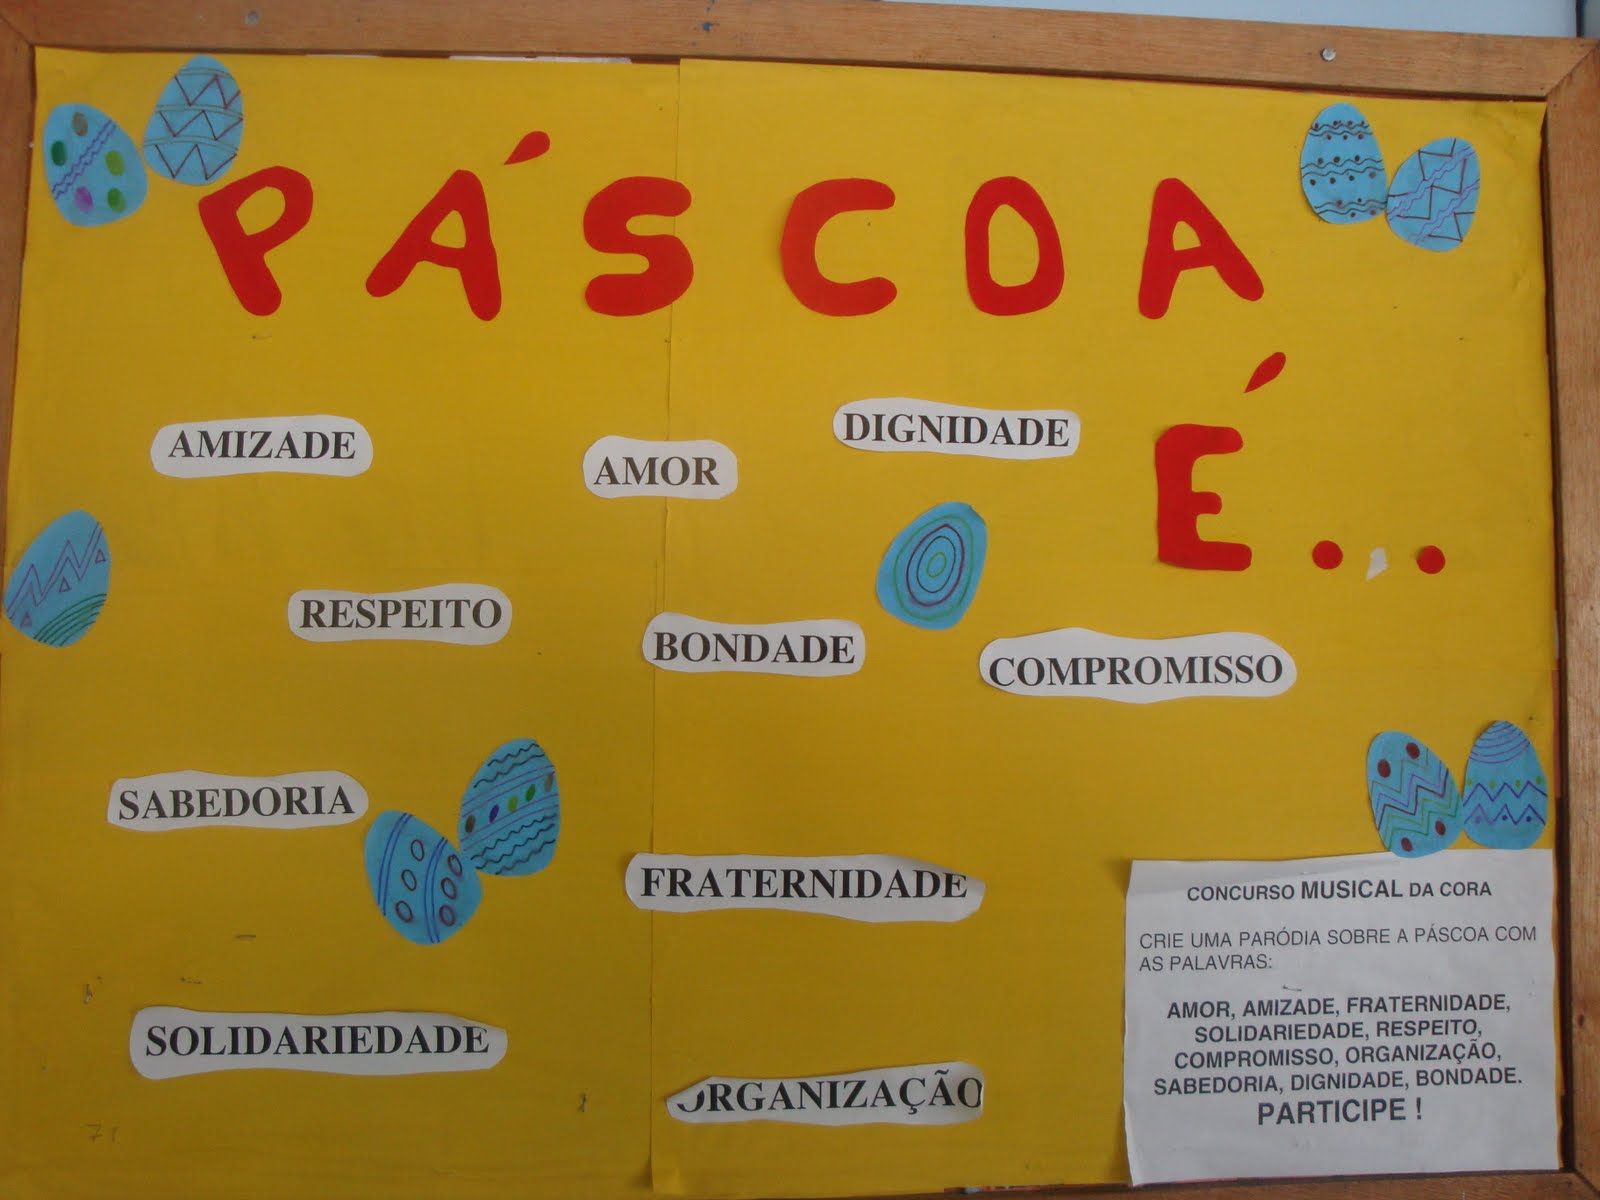 PÁSCOA
É...
AMIZADE
AMOR
DIGNIDADE
RESPEITO
BONDADE
COMPROMISSO
SABEDORIA
FRATERNIDADE
SOLIDARIEDADE
ORGANIZAÇÃO
CONCURSO MUSICAL DA CORA
CRIE UMA PARÓDIA SOBRE A PÁSCOA COM
AS PALAVRAS:
AMOR, AMIZADE, FRATERNIDADE,
SOLIDARIEDADE, RESPEITO,
COMPROMISSO, ORGANIZAÇÃO,
SABEDORIA, DIGNIDADE, BONDADE.
PARTICIPE !